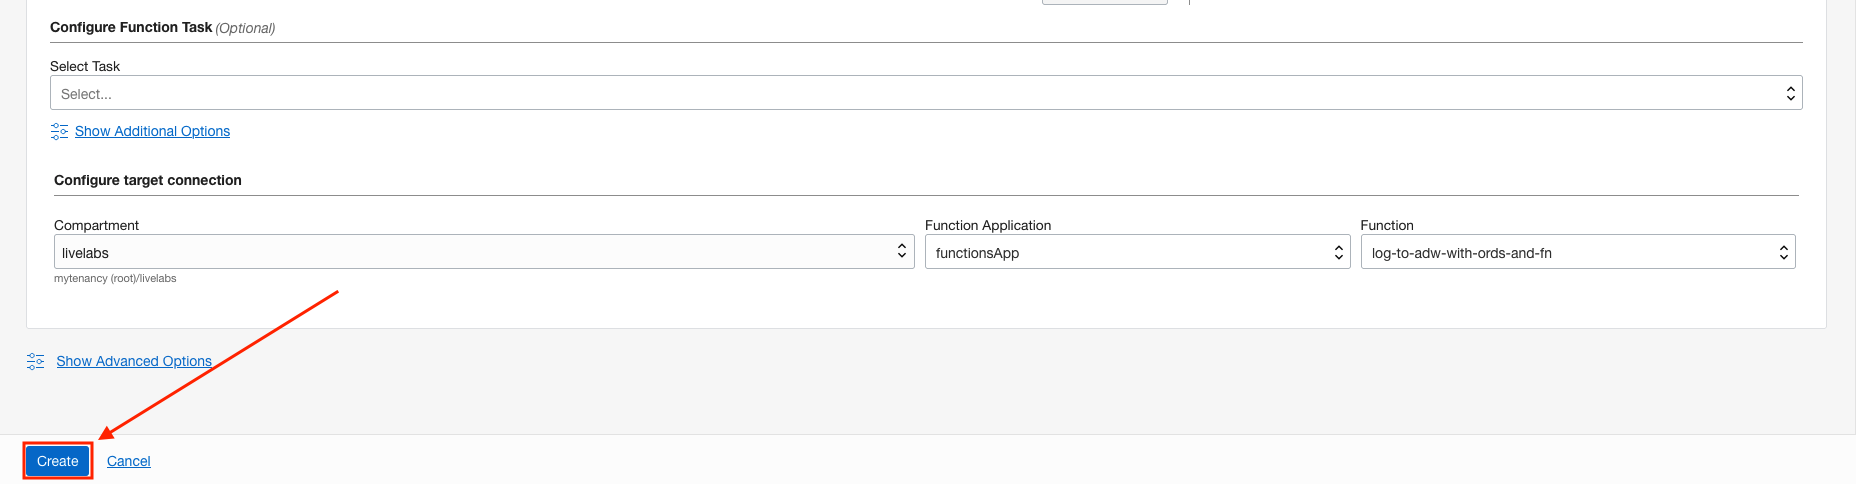 Configure Function Task (Optional)
Select Task
Select...
Show Additional Options
Configure target connection
Compartment Function Application Function
livelabs functionsApp log-to-adw-with-ords-and-fn
mytenancy (root)/livelabs
Show Advanced Options
Create Cancel